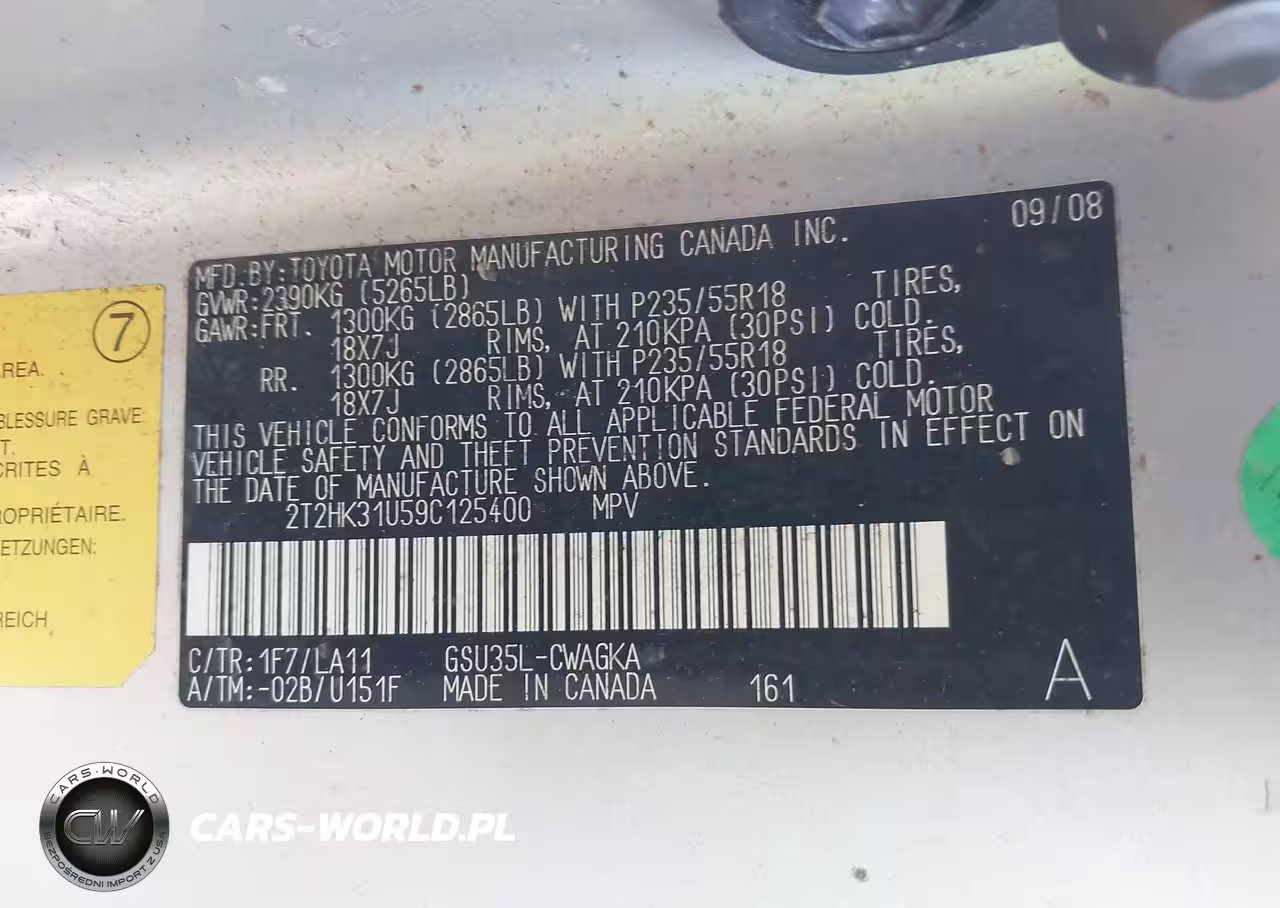 09/08
MFD.BY:TOYOTA MOTOR MANUFACTURING CANADA INC.
GVWR:2390KG (5265LB)
GAWR:FRT. 1300KG (2865LB) WITH P235/55R18 TIRES,
18X7J RIMS, AT 210KPA (30PSI) COLD.
RR. 1300KG (2865LB) WITH P235/55R18 TIRES,
18X7J RIMS, AT 210KPA (30PSI) COLD.
THIS VEHICLE CONFORMS TO ALL APPLICABLE FEDERAL MOTOR
VEHICLE SAFETY AND THEFT PREVENTION STANDARDS IN EFFECT ON
THE DATE OF MANUFACTURE SHOWN ABOVE.
2T2HK31U59C125400 MPV
C/TR:1F7/LA11 GSU35L-CWAGKA
A/TM:-02B/U151F MADE IN CANADA 161 A
7
AREA.
BLESSURE GRAVE
T.
CRITES À
ROPRIÉTAIRE.
ETZUNGEN:
REICH
CARS-WORLD
CW
BEZPOŚREDNI IMPORT Z USA
CARS-WORLD.PL